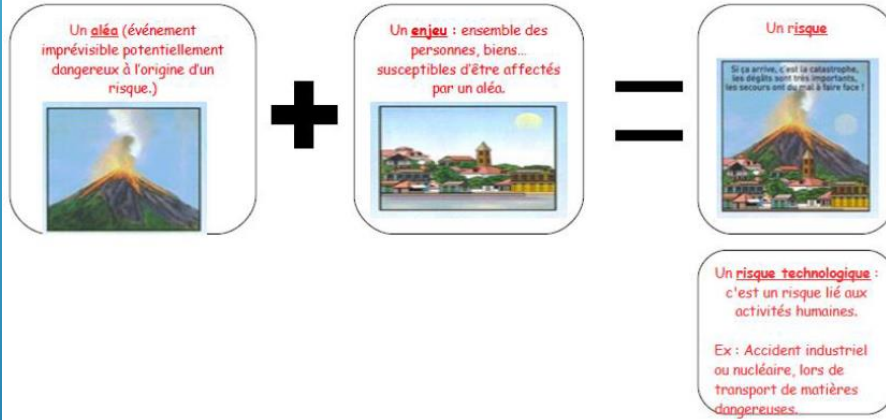 Un aléa (événement
imprévisible potentiellement
dangereux à l'origine d'un
risque.)
Un enjeu : ensemble des
personnes, biens...
susceptibles d'être affectés
par un aléa.
Un risque
Si ça arrive, c'est la catastrophe,
les dégâts sont très importants,
les secours ont du mal à faire face !
Un risque technologique :
c'est un risque lié aux
activités humaines.
Ex : Accident industriel
ou nucléaire, lors de
transport de matières
dangereuses.